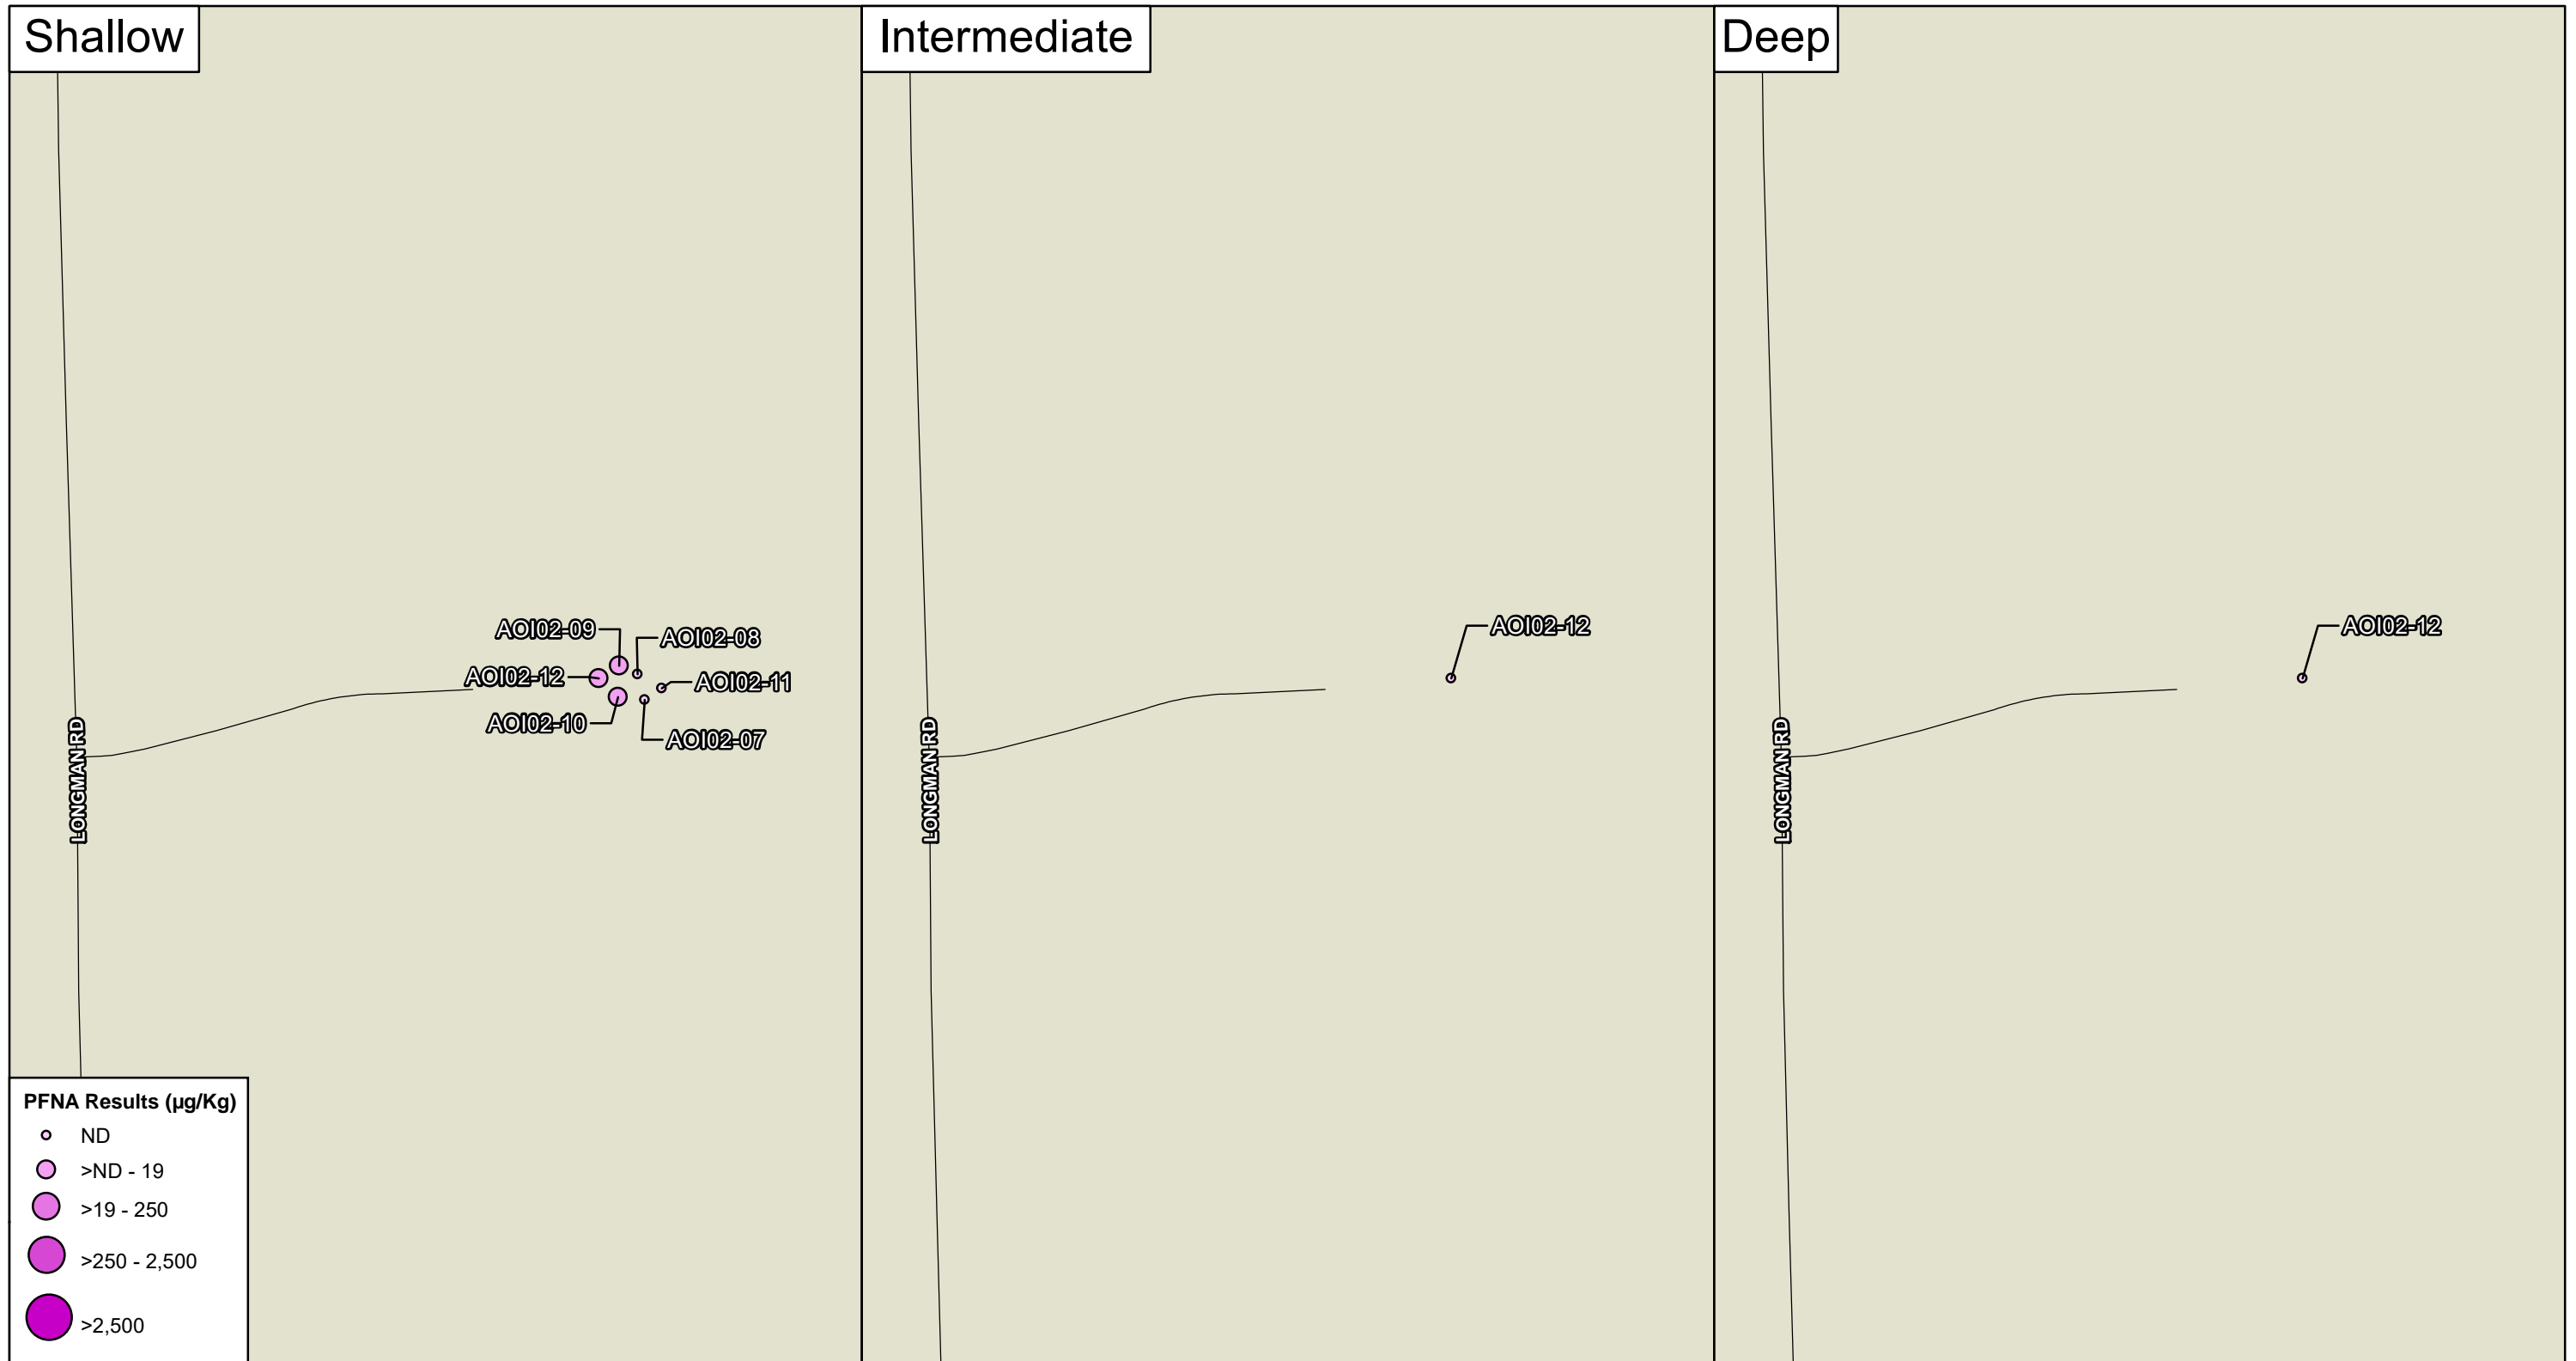 Shallow
Intermediate
Deep
AOI02-09
AOI02-08
AOI02-12
AOI02-11
AOI02-10
AOI02-07
LONGMAN RD
AOI02-12
LONGMAN RD
AOI02-12
LONGMAN RD
PFNA Results (µg/Kg)
ND
>ND - 19
>19 - 250
>250 - 2,500
>2,500